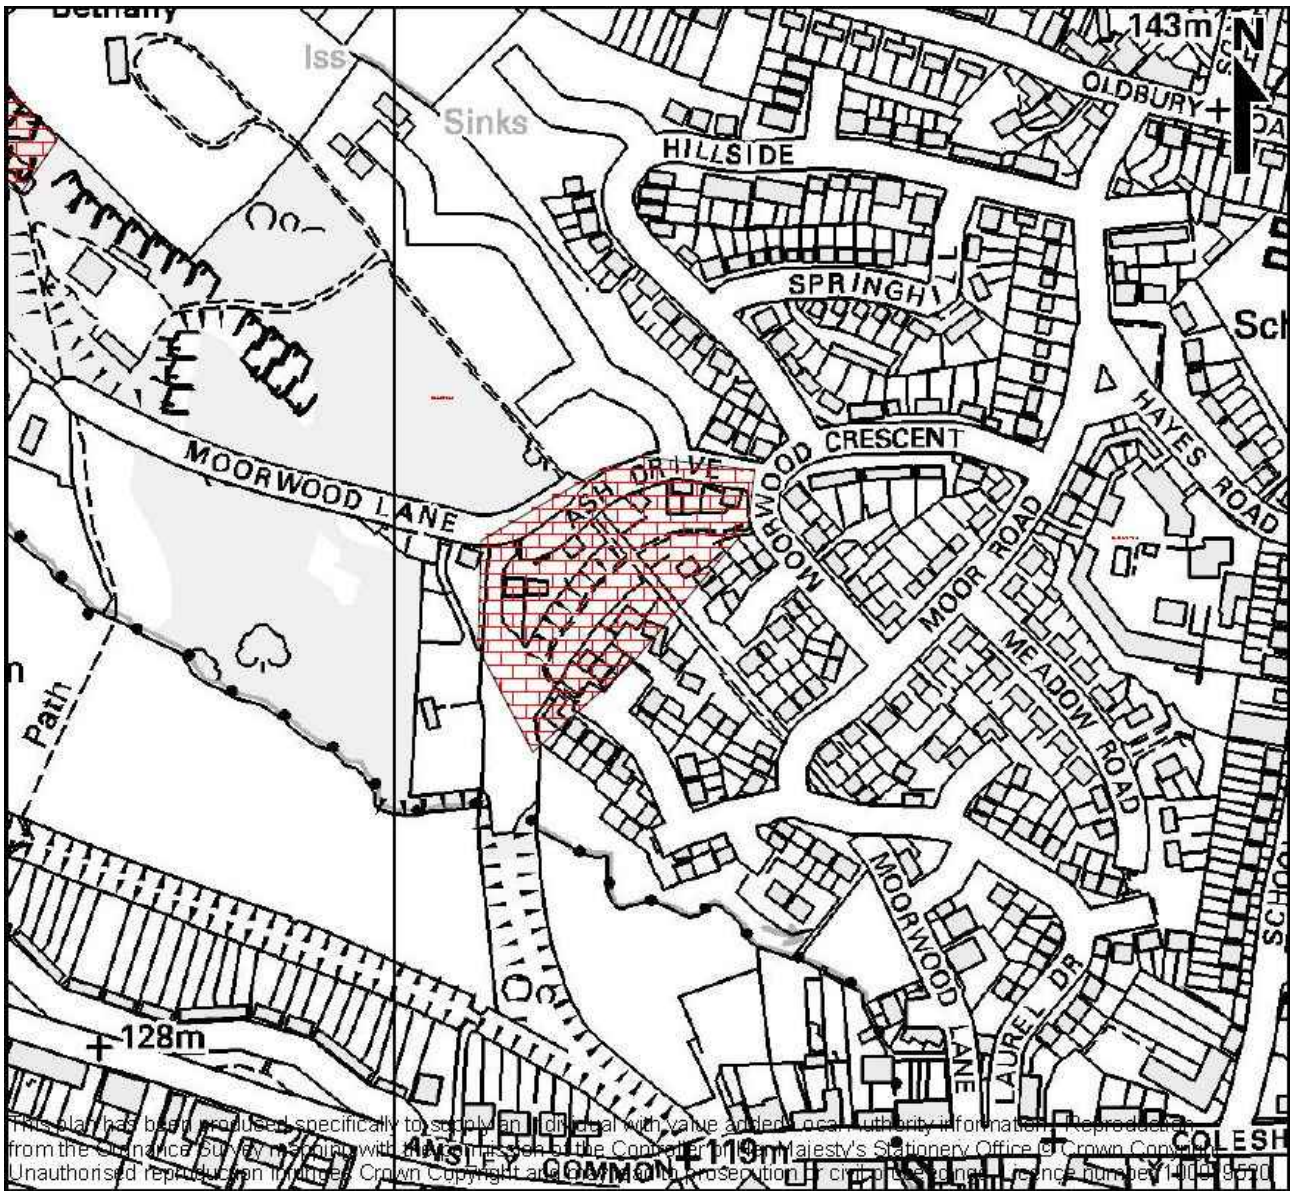 Bethany
143m
N
Iss
OLDBURY
Sinks
HILLSIDE
SPRINGH
Sch
HAYES ROAD
MOORWOOD CRESCENT
ASH DRIVE
MOORWOOD LANE
MOOR ROAD
MEADOW ROAD
Path
MOORWOOD LANE
LAUREL DR
128m
This plan has been produced specifically to supply an individual with value added Local Authority information. Reproduction
from the Ordnance Survey mapping with the permission of the Controller of Her Majesty's Stationery Office © Crown Copyright
Unauthorised reproduction infringes Crown Copyright and may lead to prosecution or civil proceedings. Licence number
119m
COLESH
COMMON